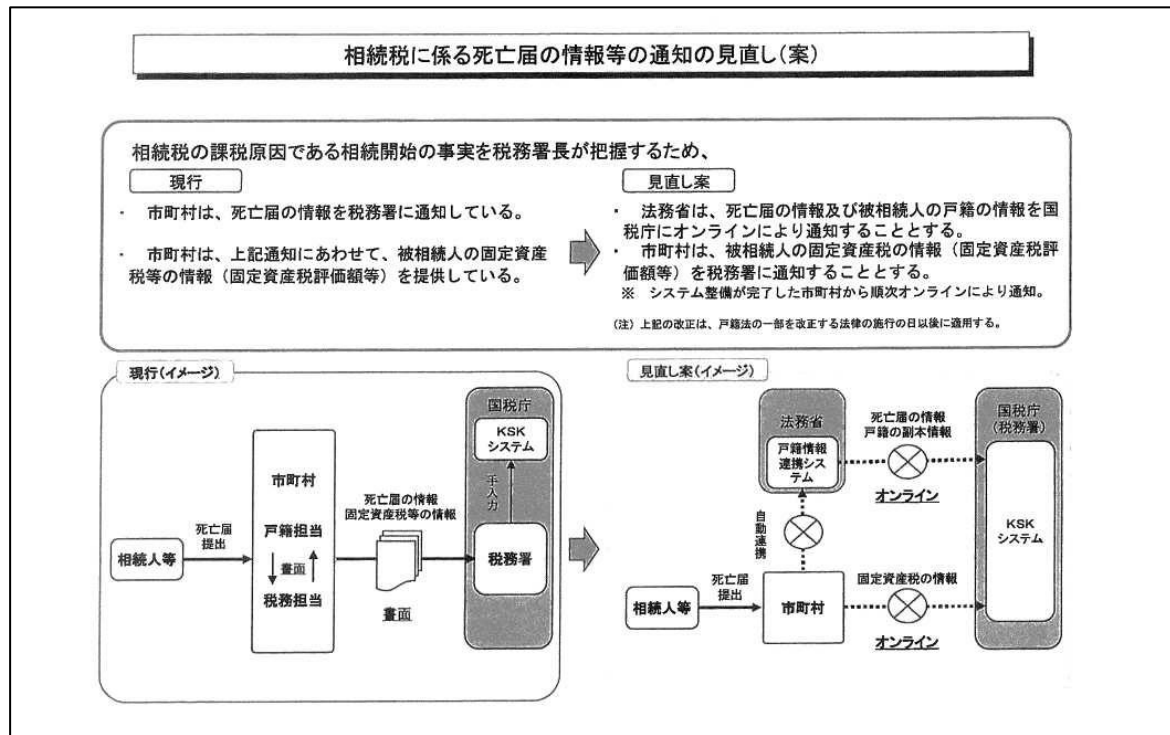 相続税に係る死亡届の情報等の通知の見直し(案)
相続税の課税原因である相続開始の事実を税務署長が把握するため、
現行
・ 市町村は、死亡届の情報を税務署に通知している。
・ 市町村は、上記通知にあわせて、被相続人の固定資産
税等の情報（固定資産税評価額等）を提供している。
見直し案
・ 法務省は、死亡届の情報及び被相続人の戸籍の情報を国
税庁にオンラインにより通知することとする。
・ 市町村は、被相続人の固定資産税の情報（固定資産税評
価額等）を税務署に通知することとする。
※ システム整備が完了した市町村から順次オンラインにより通知。
（注）上記の改正は、戸籍法の一部を改正する法律の施行の日以後に適用する。
現行(イメージ)
相続人等
死亡届
提出
市町村
戸籍担当
書面
税務担当
死亡届の情報
固定資産税等の情報
書面
国税庁
KSK
システム
手入力
税務署
見直し案(イメージ)
相続人等
死亡届
提出
市町村
自動連携
法務省
戸籍情報
連携シス
テム
死亡届の情報
戸籍の副本情報
オンライン
固定資産税の情報
オンライン
国税庁
(税務署)
KSK
システム